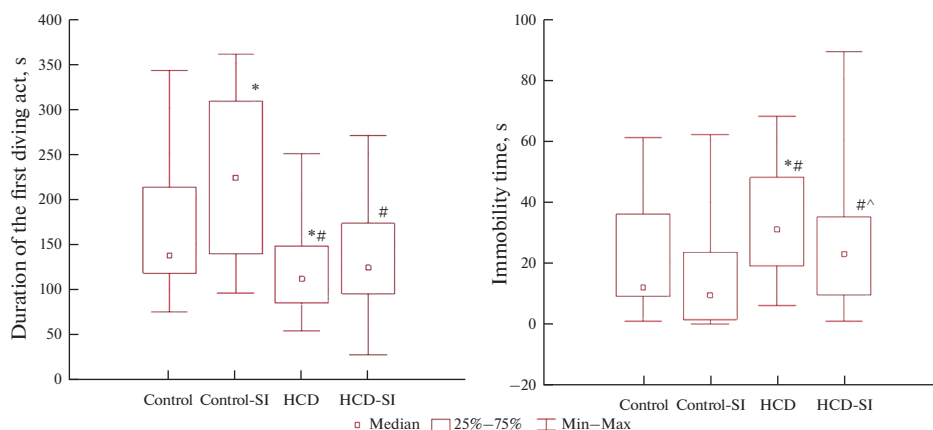 Duration of the first diving act, s
400
350
300
250
200
150
100
50
0
*
*#
#
Control
Control-SI
HCD
HCD-SI
Immobility time, s
100
80
60
40
20
0
−20
*#
#^
Control
Control-SI
HCD
HCD-SI
Median
25%−75%
Min−Max